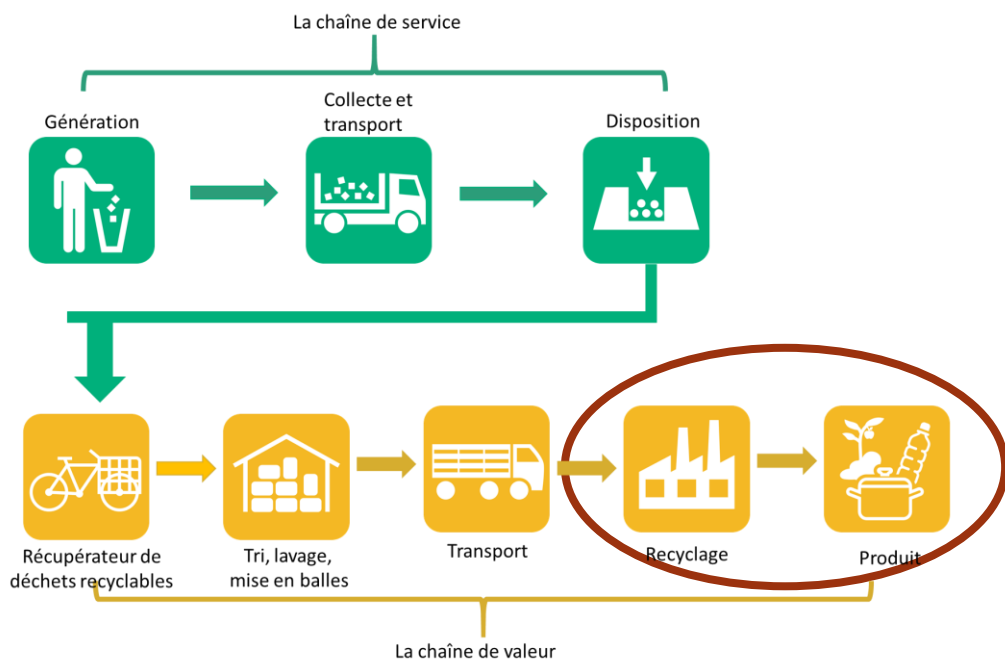 La chaîne de service
Génération
Collecte et
transport
Disposition
Récupérateur de
déchets recyclables
Tri, lavage,
mise en balles
Transport
Recyclage
Produit
La chaîne de valeur